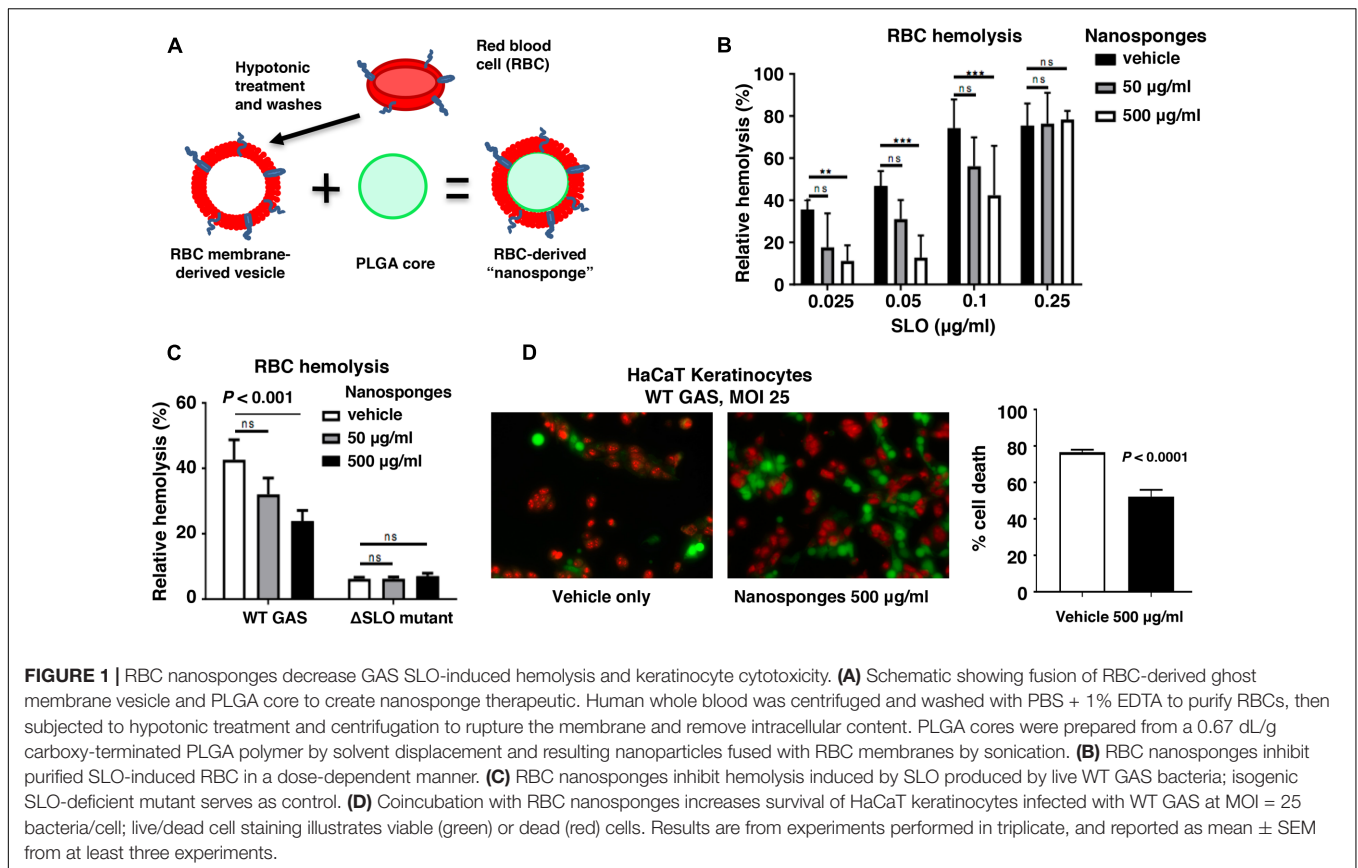 A
Hypotonic
treatment
and washes
Red blood
cell (RBC)
+
=
RBC membrane-
derived vesicle
PLGA core
RBC-derived
“nanosponge”
B
RBC hemolysis
Nanosponges
vehicle
50 µg/ml
500 µg/ml
Relative hemolysis (%)
100
80
60
40
20
0
**
ns
***
ns
***
ns
ns
ns
0.025
0.05
0.1
0.25
SLO (µg/ml)
C
RBC hemolysis
P < 0.001
Nanosponges
vehicle
50 µg/ml
500 µg/ml
ns
ns
ns
Relative hemolysis (%)
60
40
20
0
WT GAS
ΔSLO mutant
D
HaCaT Keratinocytes
WT GAS, MOI 25
Vehicle only
Nanosponges 500 µg/ml
% cell death
100
80
60
40
20
0
P < 0.0001
Vehicle 500 µg/ml
FIGURE 1 | RBC nanosponges decrease GAS SLO-induced hemolysis and keratinocyte cytotoxicity. (A) Schematic showing fusion of RBC-derived ghost
membrane vesicle and PLGA core to create nanosponge therapeutic. Human whole blood was centrifuged and washed with PBS + 1% EDTA to purify RBCs, then
subjected to hypotonic treatment and centrifugation to rupture the membrane and remove intracellular content. PLGA cores were prepared from a 0.67 dL/g
carboxy-terminated PLGA polymer by solvent displacement and resulting nanoparticles fused with RBC membranes by sonication. (B) RBC nanosponges inhibit
purified SLO-induced RBC in a dose-dependent manner. (C) RBC nanosponges inhibit hemolysis induced by SLO produced by live WT GAS bacteria; isogenic
SLO-deficient mutant serves as control. (D) Coincubation with RBC nanosponges increases survival of HaCaT keratinocytes infected with WT GAS at MOI = 25
bacteria/cell; live/dead cell staining illustrates viable (green) or dead (red) cells. Results are from experiments performed in triplicate, and reported as mean ± SEM
from at least three experiments.